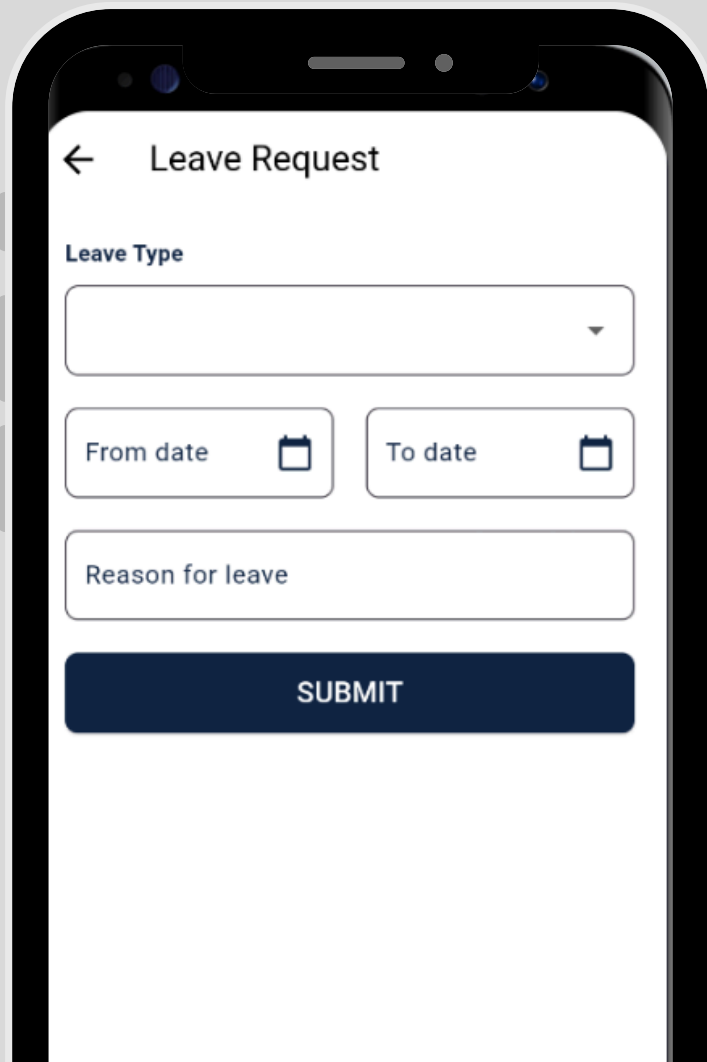 Leave Request
Leave Type
From date
To date
Reason for leave
SUBMIT